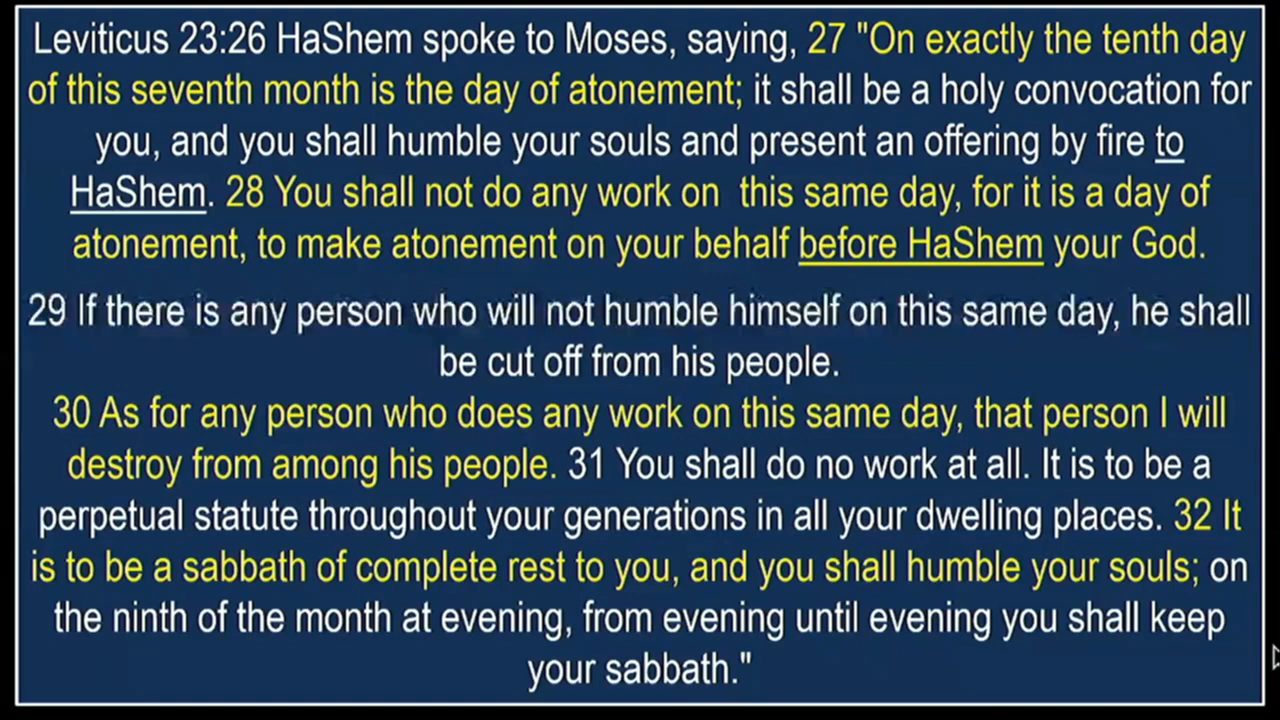 Leviticus 23:26 HaShem spoke to Moses, saying, 27 "On exactly the tenth day
of this seventh month is the day of atonement; it shall be a holy convocation for
you, and you shall humble your souls and present an offering by fire to
HaShem. 28 You shall not do any work on this same day, for it is a day of
atonement, to make atonement on your behalf before HaShem your God.
29 If there is any person who will not humble himself on this same day, he shall
be cut off from his people.
30 As for any person who does any work on this same day, that person I will
destroy from among his people. 31 You shall do no work at all. It is to be a
perpetual statute throughout your generations in all your dwelling places. 32 It
is to be a sabbath of complete rest to you, and you shall humble your souls; on
the ninth of the month at evening, from evening until evening you shall keep
your sabbath."